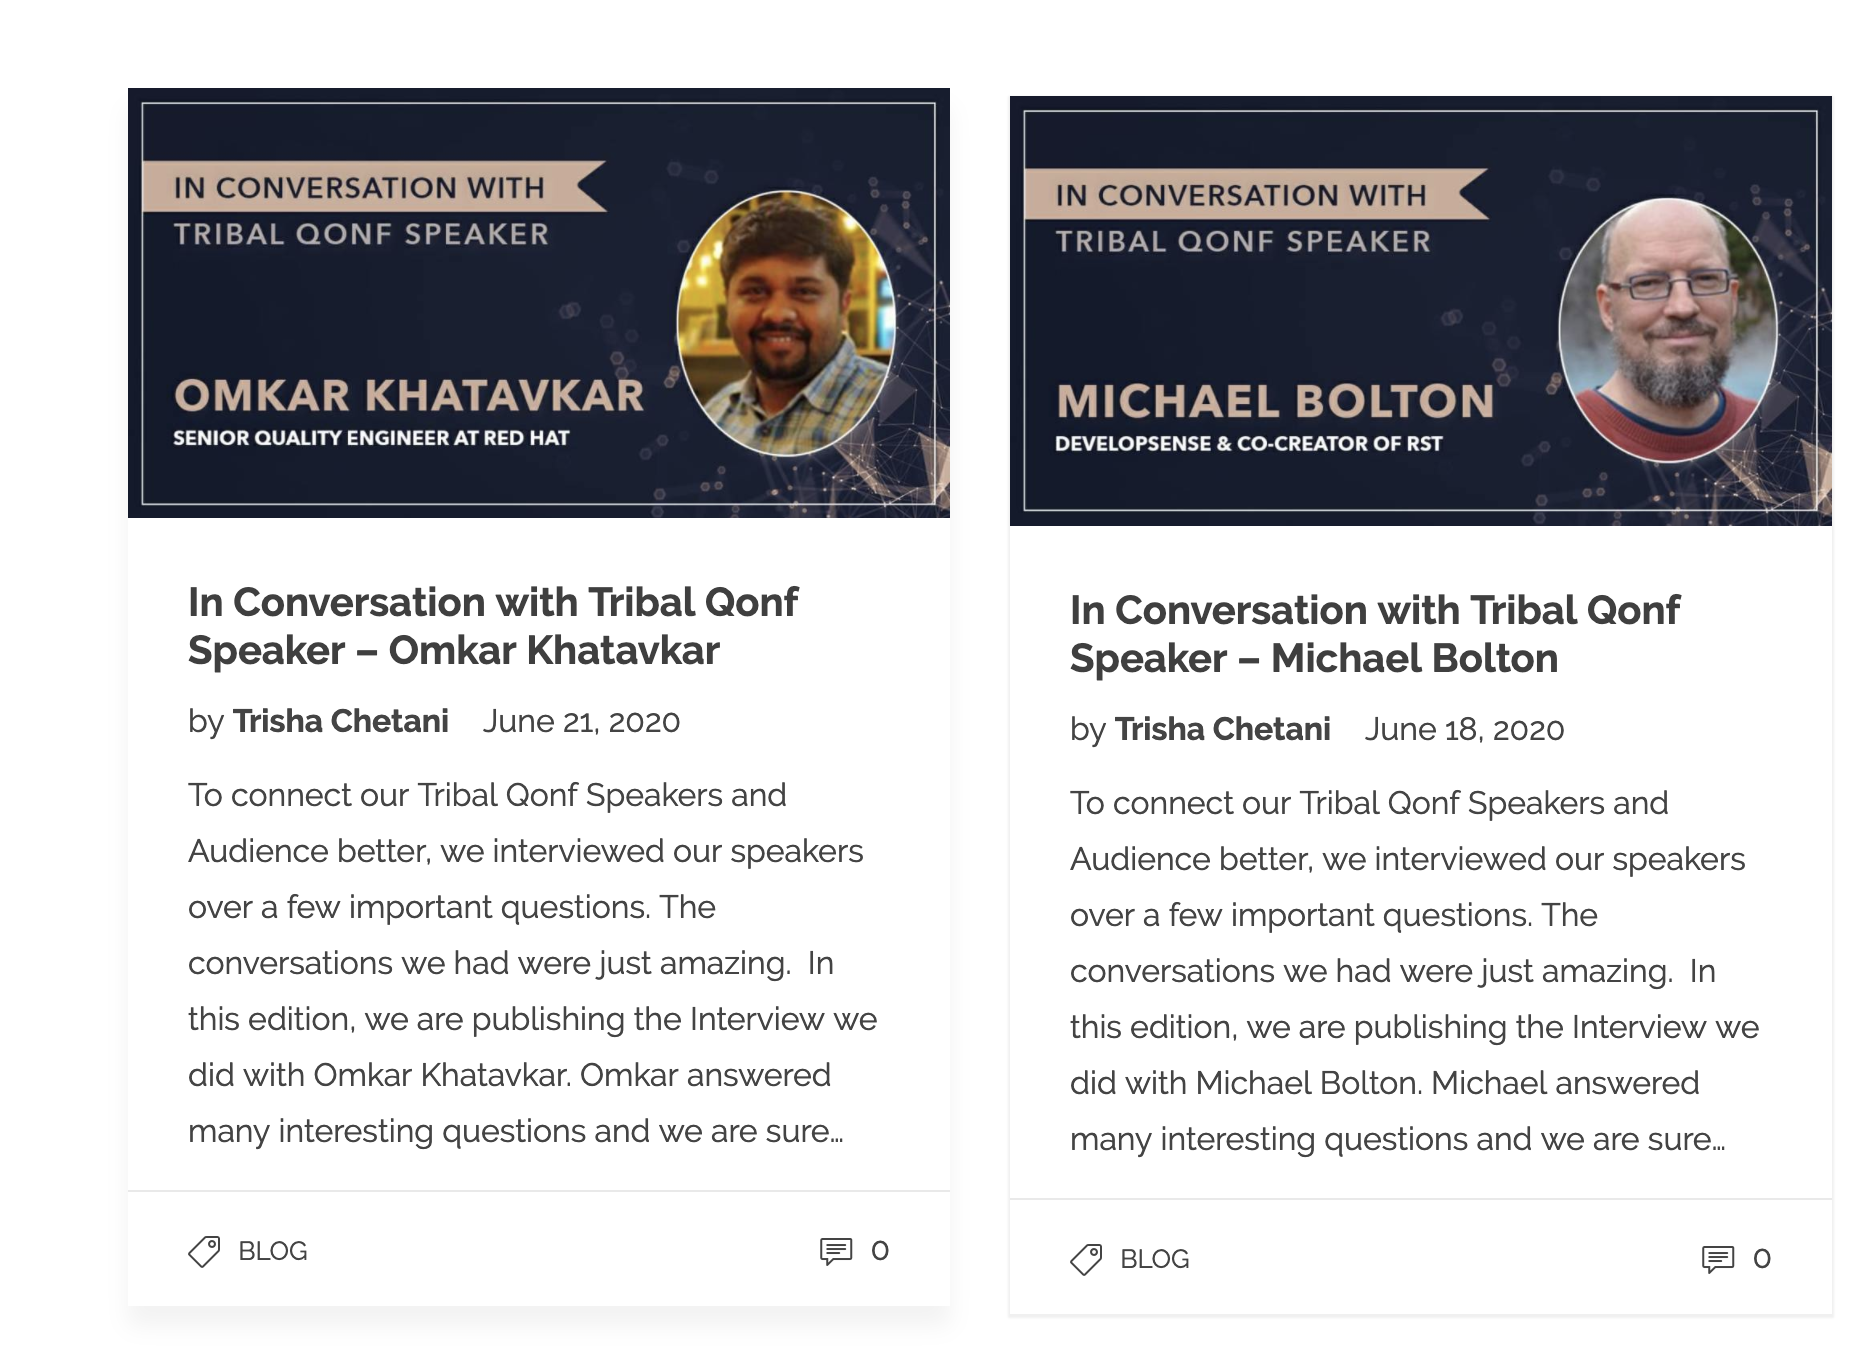 IN CONVERSATION WITH
TRIBAL QONF SPEAKER
OMKAR KHATAVKAR
SENIOR QUALITY ENGINEER AT RED HAT
In Conversation with Tribal Qonf
Speaker – Omkar Khatavkar
by Trisha Chetani June 21, 2020
To connect our Tribal Qonf Speakers and
Audience better, we interviewed our speakers
over a few important questions. The
conversations we had were just amazing.  In
this edition, we are publishing the Interview we
did with Omkar Khatavkar. Omkar answered
many interesting questions and we are sure…
BLOG 0
IN CONVERSATION WITH
TRIBAL QONF SPEAKER
MICHAEL BOLTON
DEVELOPSENSE & CO-CREATOR OF RST
In Conversation with Tribal Qonf
Speaker – Michael Bolton
by Trisha Chetani June 18, 2020
To connect our Tribal Qonf Speakers and
Audience better, we interviewed our speakers
over a few important questions. The
conversations we had were just amazing.  In
this edition, we are publishing the Interview we
did with Michael Bolton. Michael answered
many interesting questions and we are sure…
BLOG 0